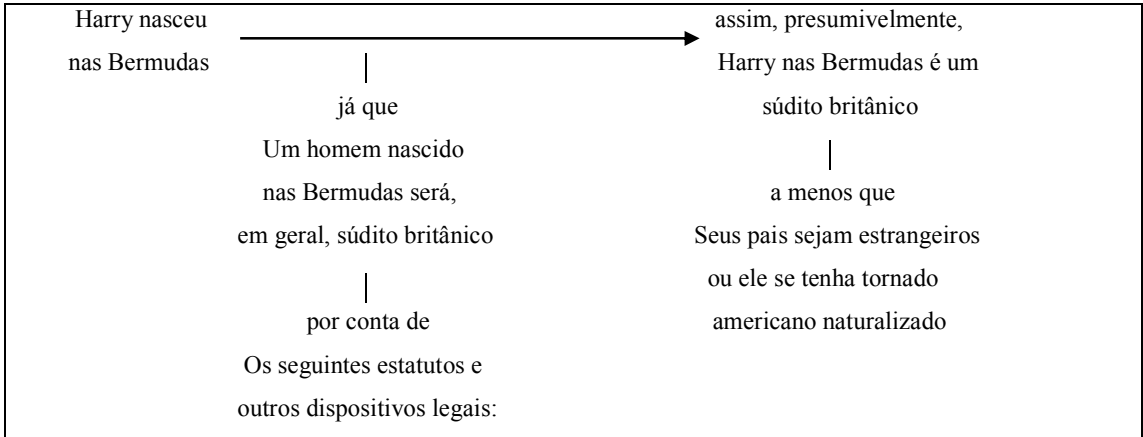 Harry nasceu
nas Bermudas
assim, presumivelmente,
Harry nas Bermudas é um
súdito britânico
já que
Um homem nascido
nas Bermudas será,
em geral, súdito britânico
a menos que
Seus pais sejam estrangeiros
ou ele se tenha tornado
americano naturalizado
por conta de
Os seguintes estatutos e
outros dispositivos legais: